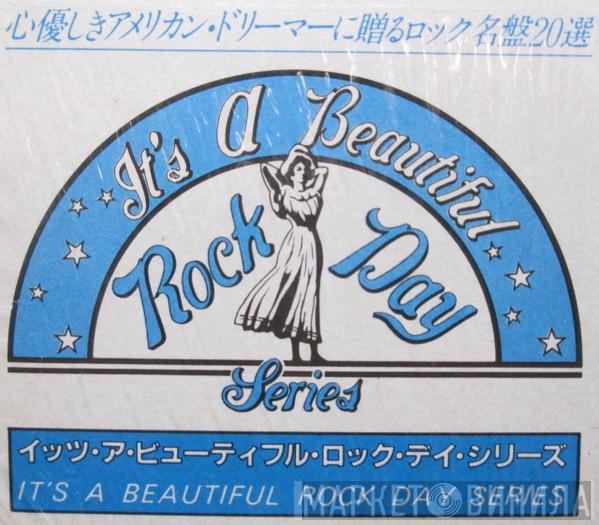 心優しきアメリカン・ドリーマーに贈るロック名盤20選
It's A Beautiful
Rock Day
Series
イッツ・ア・ビューティフル・ロック・デイ・シリーズ
IT'S A BEAUTIFUL ROCK DAY SERIES
МАРКЕТ ВИНИЛА